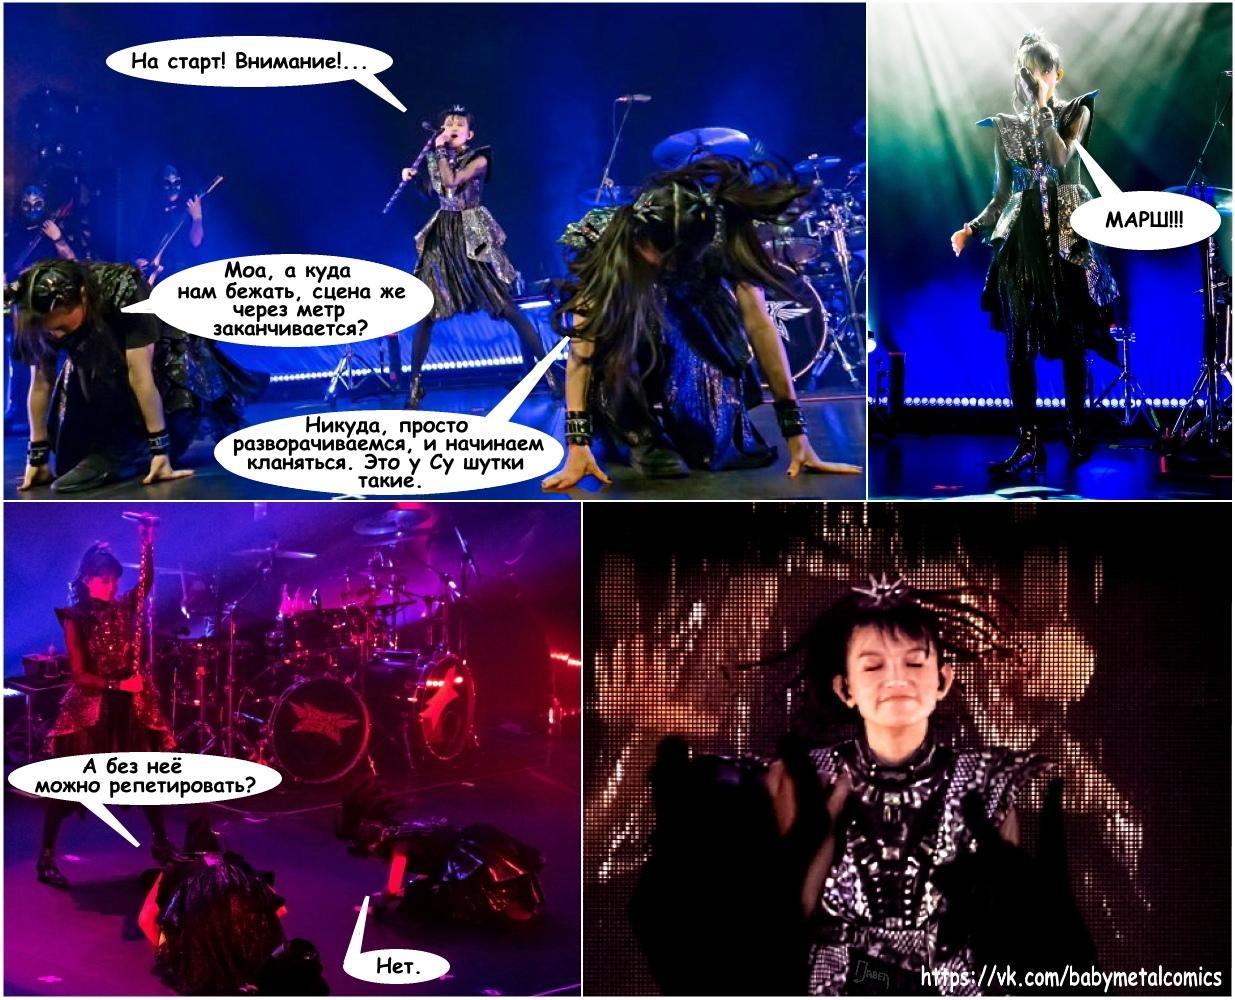 На старт! Внимание!...
Моа, а куда
нам бежать, сцена же
через метр
заканчивается?
Никуда, просто
разворачиваемся, и начинаем
кланяться. Это у Су шутки
такие.
МАРШ!!!
А без неё
можно репетировать?
Нет.
ПАВЕЛ
https://vk.com/babymetalcomics